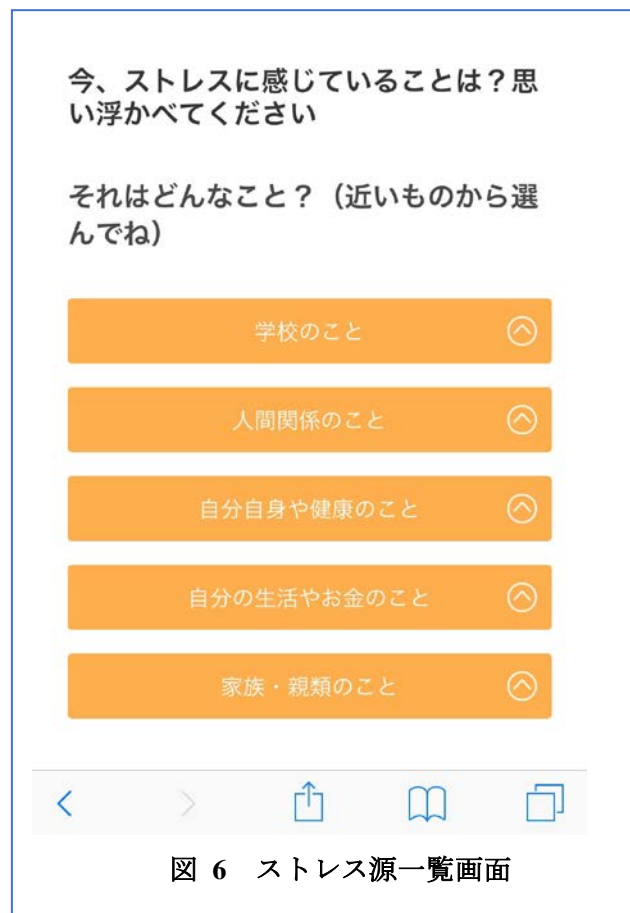 今、ストレスに感じていることは？思
い浮かべてください
それはどんなこと？（近いものから選
んでね）
学校のこと
人間関係のこと
自分自身や健康のこと
自分の生活やお金のこと
家族・親類のこと
図 6　ストレス源一覧画面